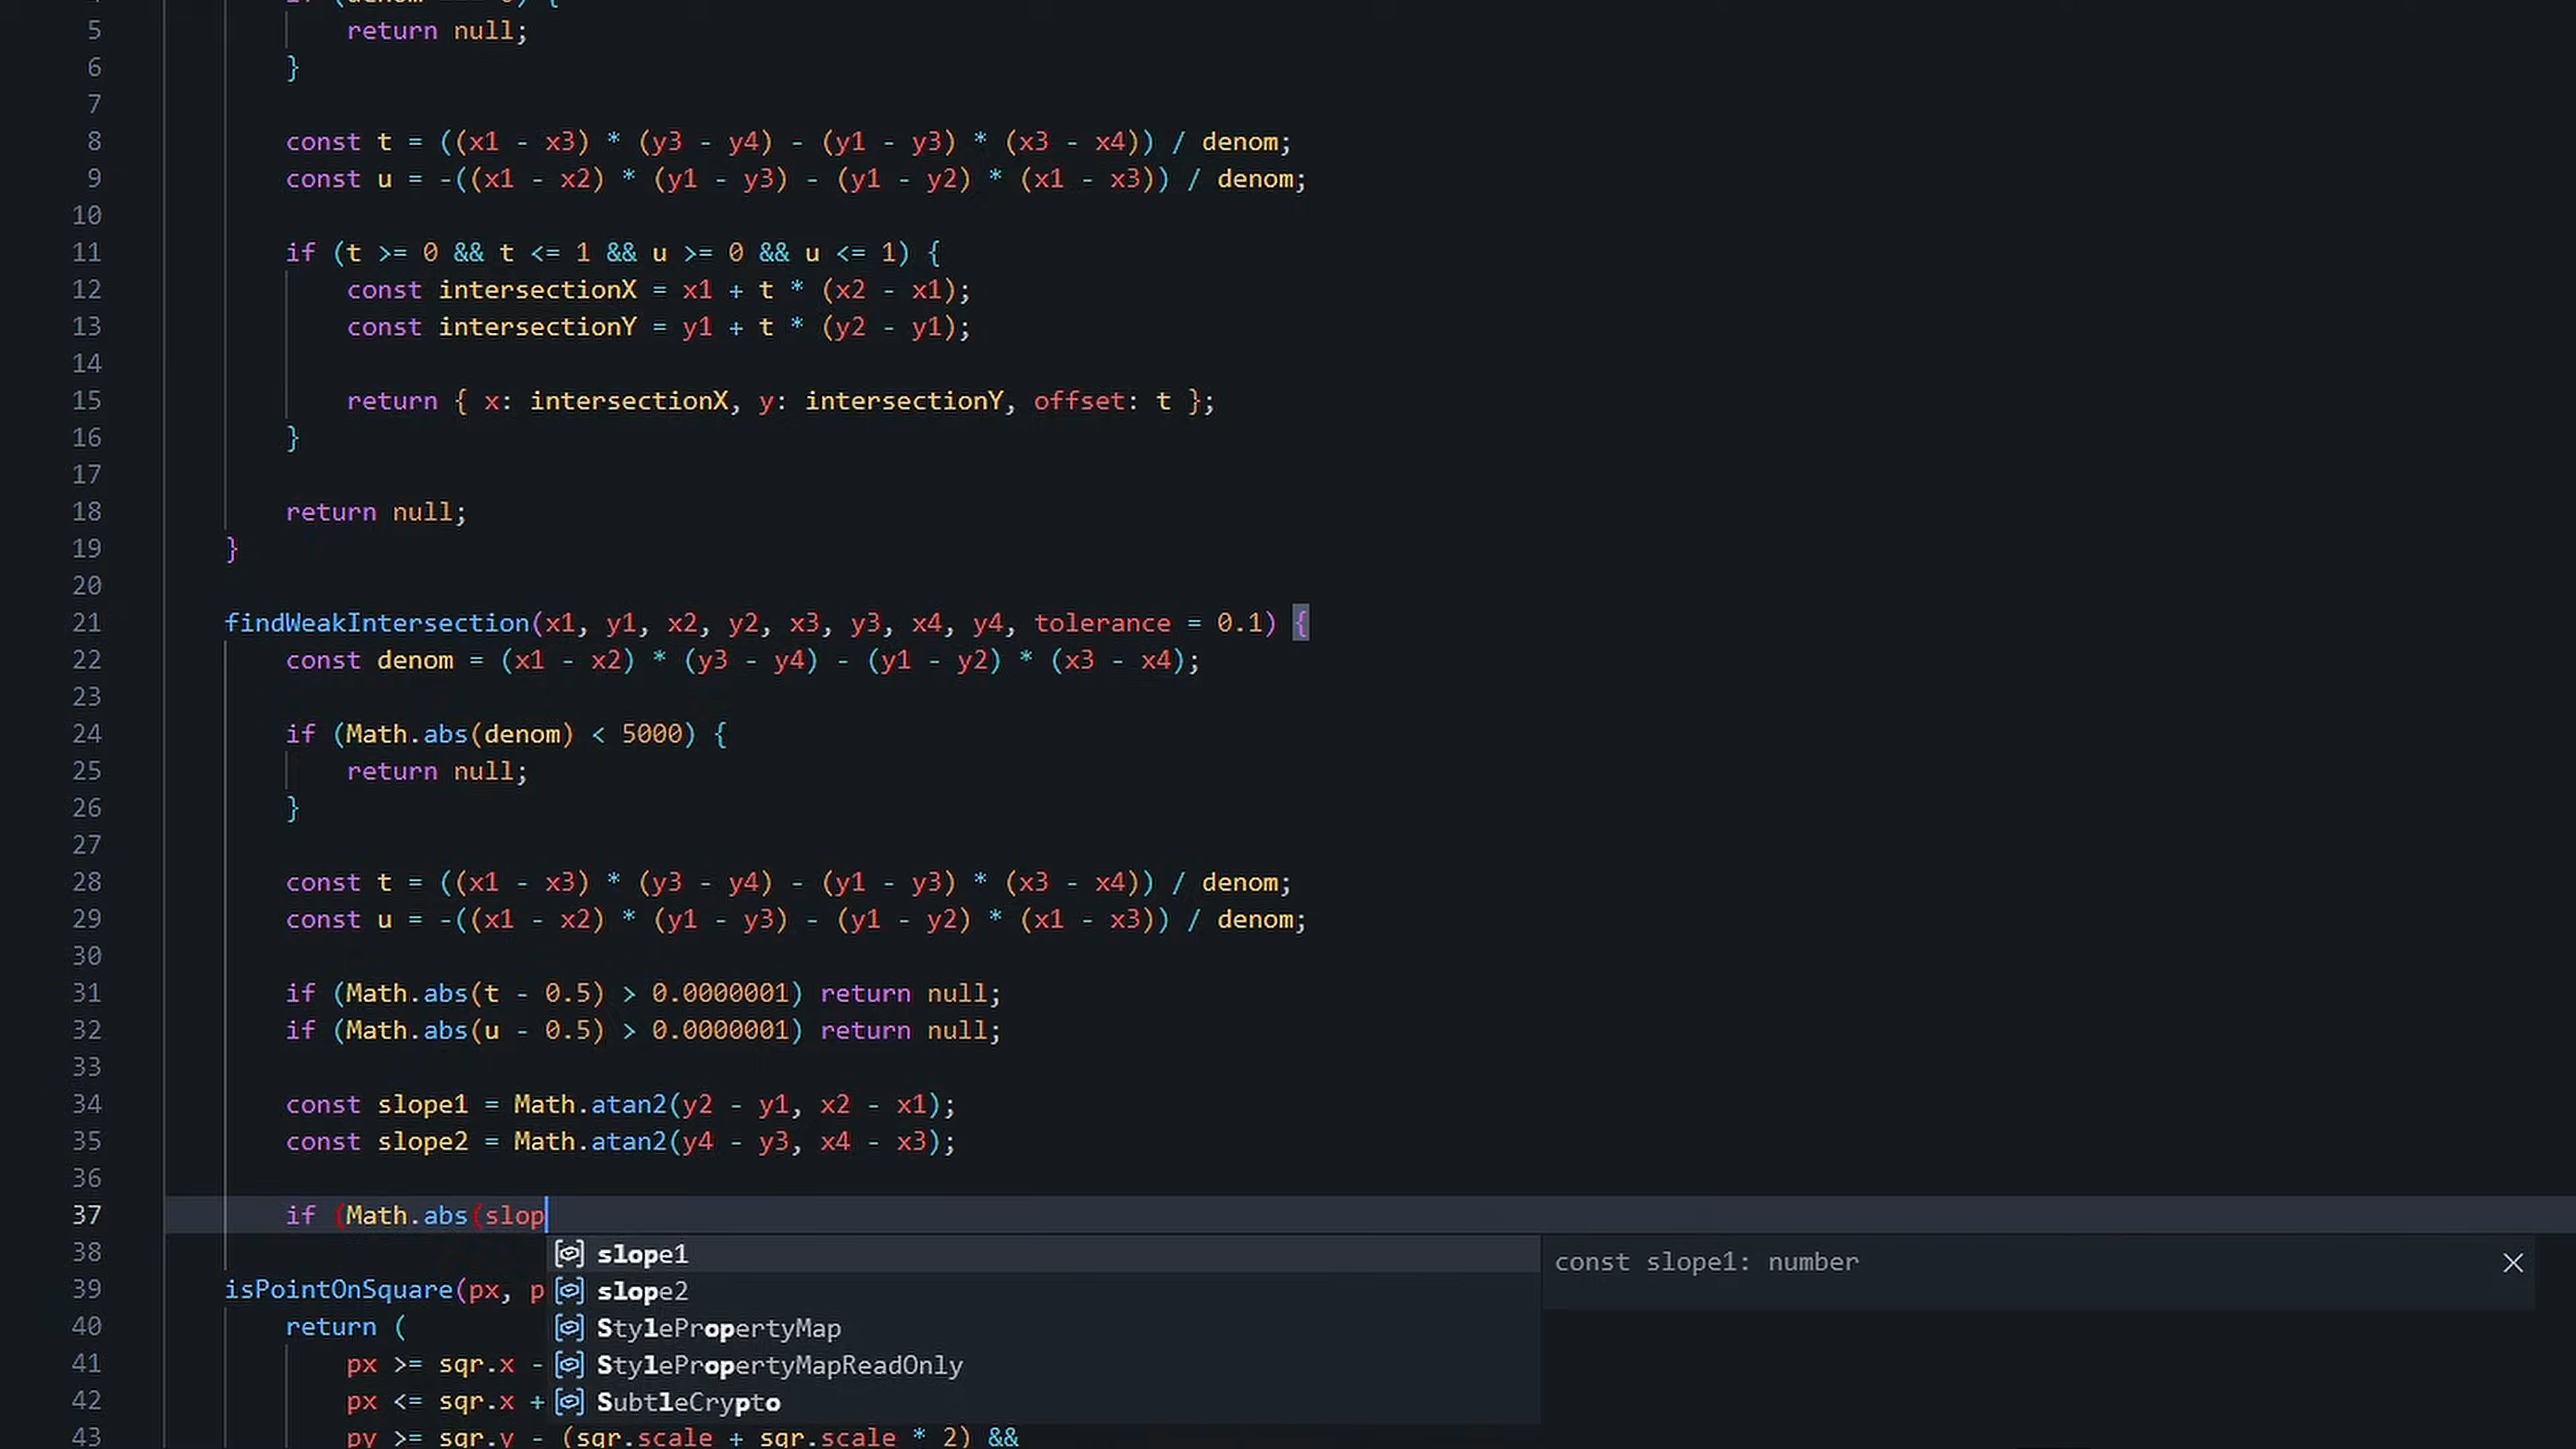 5 return null;
6 }
7
8 const t = ((x1 - x3) * (y3 - y4) - (y1 - y3) * (x3 - x4)) / denom;
9 const u = -((x1 - x2) * (y1 - y3) - (y1 - y2) * (x1 - x3)) / denom;
10
11 if (t >= 0 && t <= 1 && u >= 0 && u <= 1) {
12 const intersectionX = x1 + t * (x2 - x1);
13 const intersectionY = y1 + t * (y2 - y1);
14
15 return { x: intersectionX, y: intersectionY, offset: t };
16 }
17
18 return null;
19 }
20
21 findWeakIntersection(x1, y1, x2, y2, x3, y3, x4, y4, tolerance = 0.1) {
22 const denom = (x1 - x2) * (y3 - y4) - (y1 - y2) * (x3 - x4);
23
24 if (Math.abs(denom) < 5000) {
25 return null;
26 }
27
28 const t = ((x1 - x3) * (y3 - y4) - (y1 - y3) * (x3 - x4)) / denom;
29 const u = -((x1 - x2) * (y1 - y3) - (y1 - y2) * (x1 - x3)) / denom;
30
31 if (Math.abs(t - 0.5) > 0.0000001) return null;
32 if (Math.abs(u - 0.5) > 0.0000001) return null;
33
34 const slope1 = Math.atan2(y2 - y1, x2 - x1);
35 const slope2 = Math.atan2(y4 - y3, x4 - x3);
36
37 if (Math.abs(slop
38 slope1 const slope1: number
39 isPointOnSquare(px, p slope2
40 return ( StylePropertyMap
41 px >= sqr.x - StylePropertyMapReadOnly
42 px <= sqr.x + SubtleCrypto
43 py >= sqr.y - (sqr.scale + sqr.scale * 2) &&